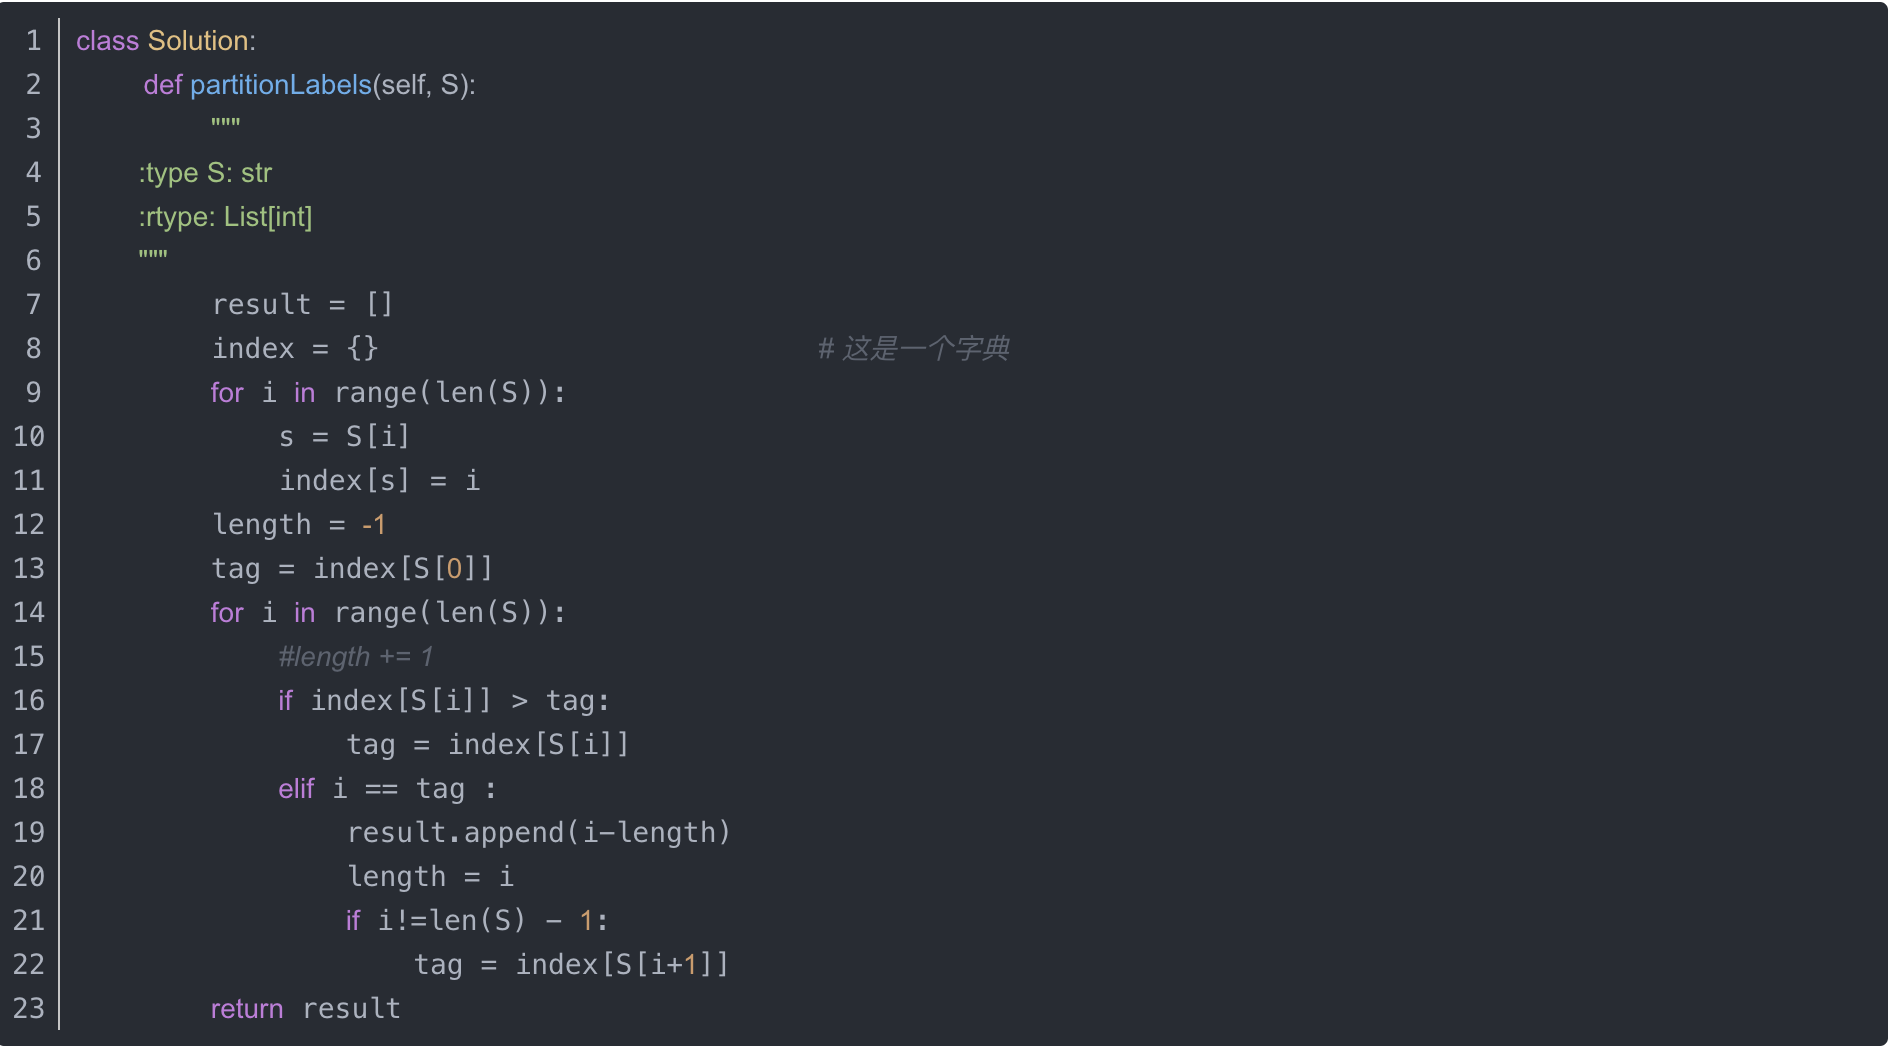 1 class Solution:
2     def partitionLabels(self, S):
3         """
4     :type S: str
5     :rtype: List[int]
6     """
7         result = []
8         index = {}                          # 这是一个字典
9         for i in range(len(S)):
10             s = S[i]
11             index[s] = i
12         length = -1
13         tag = index[S[0]]
14         for i in range(len(S)):
15             #length += 1
16             if index[S[i]] > tag:
17                 tag = index[S[i]]
18             elif i == tag :
19                 result.append(i-length)
20                 length = i
21                 if i!=len(S) - 1:
22                     tag = index[S[i+1]]
23         return result